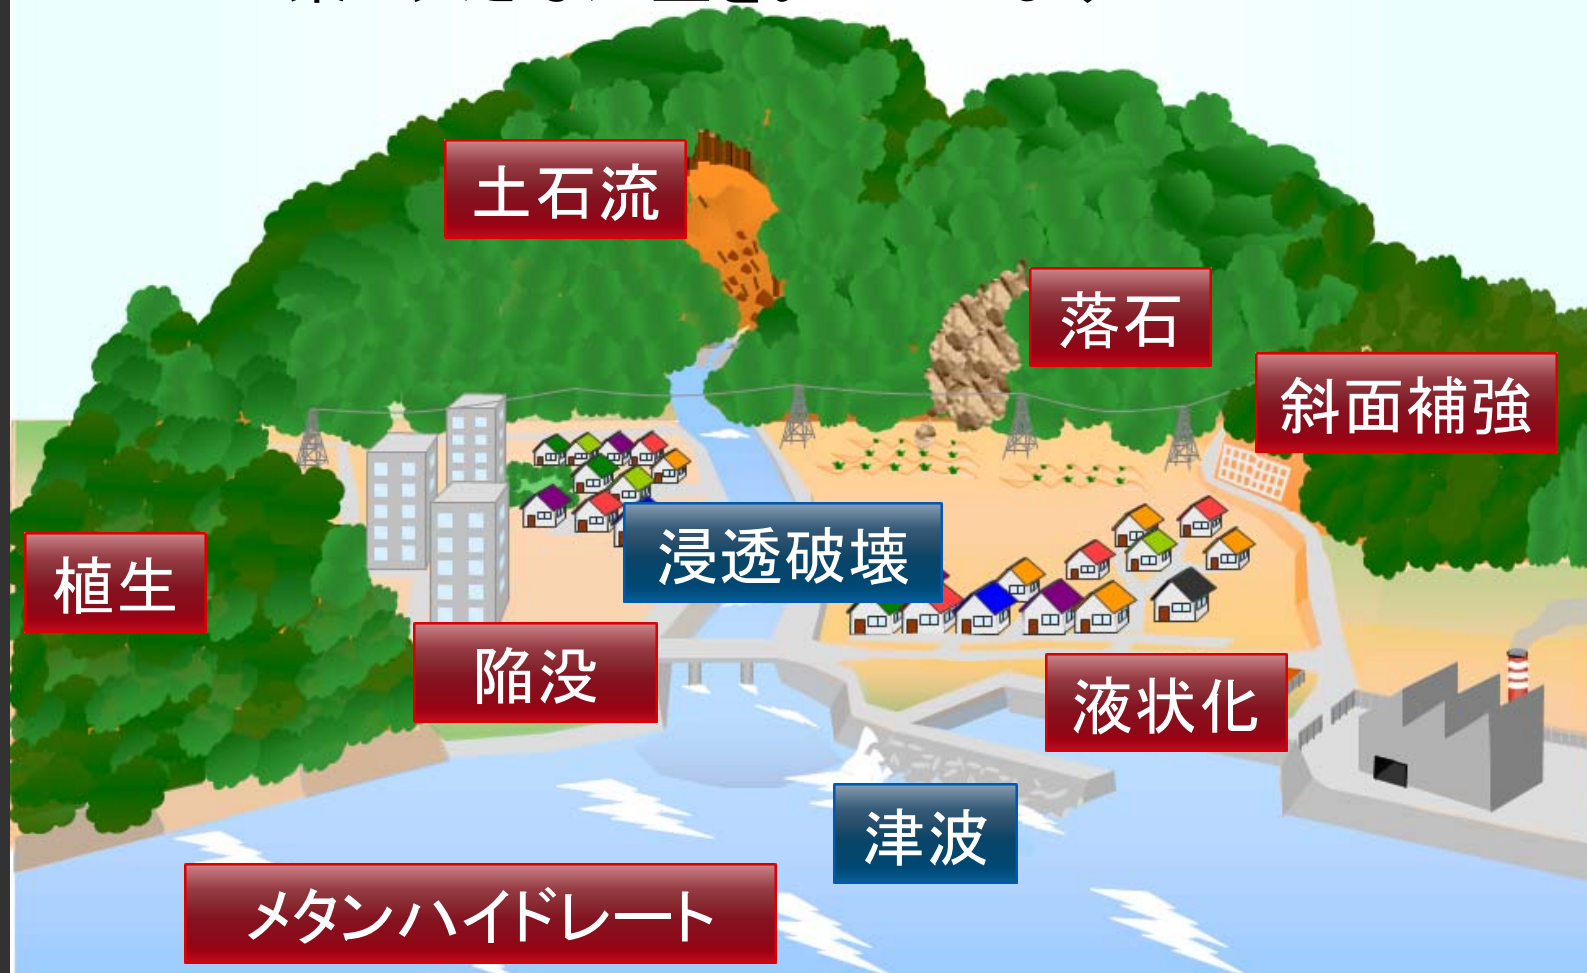 土石流
落石
斜面補強
浸透破壊
植生
陥没
液状化
津波
メタンハイドレート